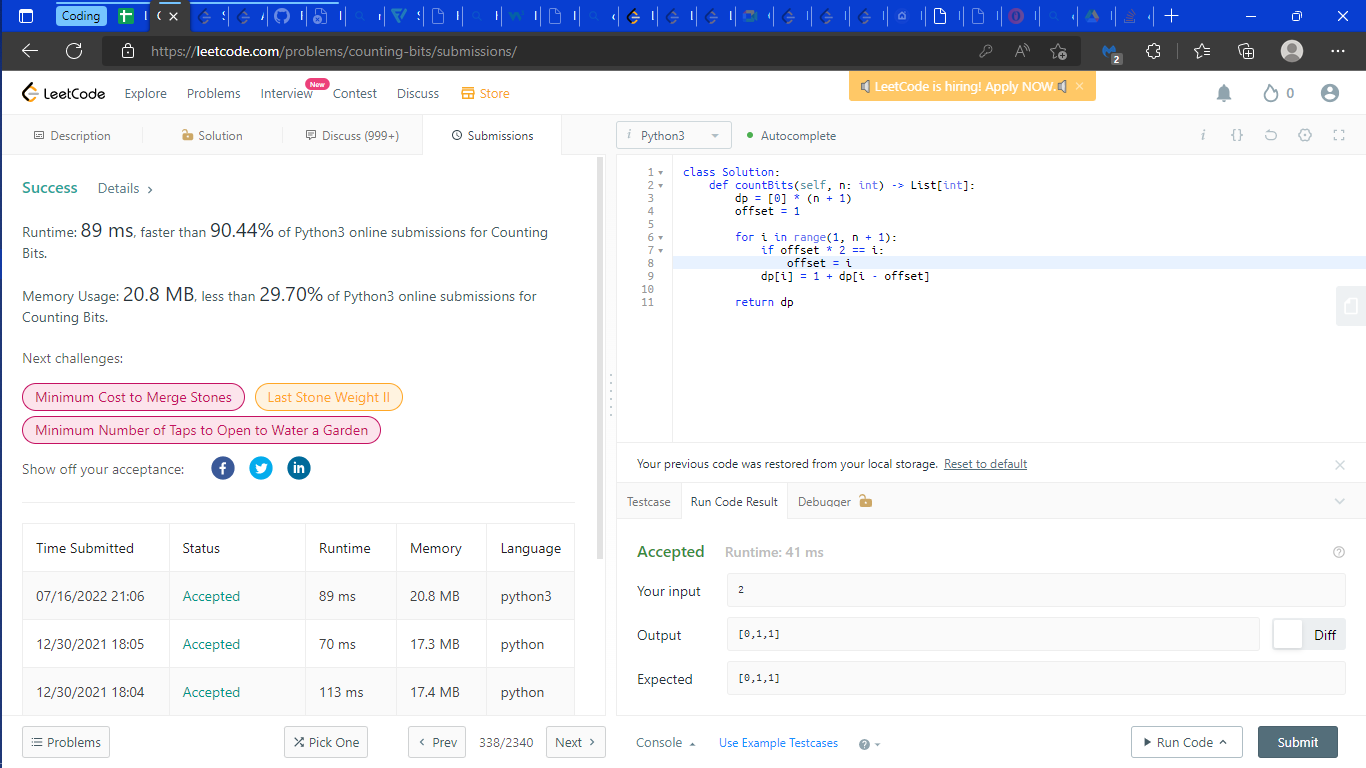 Coding
https://leetcode.com/problems/counting-bits/submissions/
2
LeetCode
Explore
Problems
Interview
New
Contest
Discuss
Store
LeetCode is hiring! Apply NOW.
×
0
Description
Solution
Discuss (999+)
Submissions
i Python3
Autocomplete
i {}
Success
Details >
Runtime: 89 ms, faster than 90.44% of Python3 online submissions for Counting
Bits.
Memory Usage: 20.8 MB, less than 29.70% of Python3 online submissions for
Counting Bits.
Next challenges:
Minimum Cost to Merge Stones
Last Stone Weight II
Minimum Number of Taps to Open to Water a Garden
Show off your acceptance:
f
in
Time Submitted Status Runtime Memory Language
07/16/2022 21:06 Accepted 89 ms 20.8 MB python3
12/30/2021 18:05 Accepted 70 ms 17.3 MB python
12/30/2021 18:04 Accepted 113 ms 17.4 MB python
1 class Solution:
2     def countBits(self, n: int) -> List[int]:
3         dp = [0] * (n + 1)
4         offset = 1
5
6         for i in range(1, n + 1):
7             if offset * 2 == i:
8                 offset = i
9             dp[i] = 1 + dp[i - offset]
10
11         return dp
Your previous code was restored from your local storage. Reset to default
Testcase
Run Code Result
Debugger
Accepted Runtime: 41 ms
Your input 2
Output [0,1,1]
Diff
Expected [0,1,1]
Problems
Pick One
< Prev
338/2340
Next >
Console
Use Example Testcases
Run Code
Submit